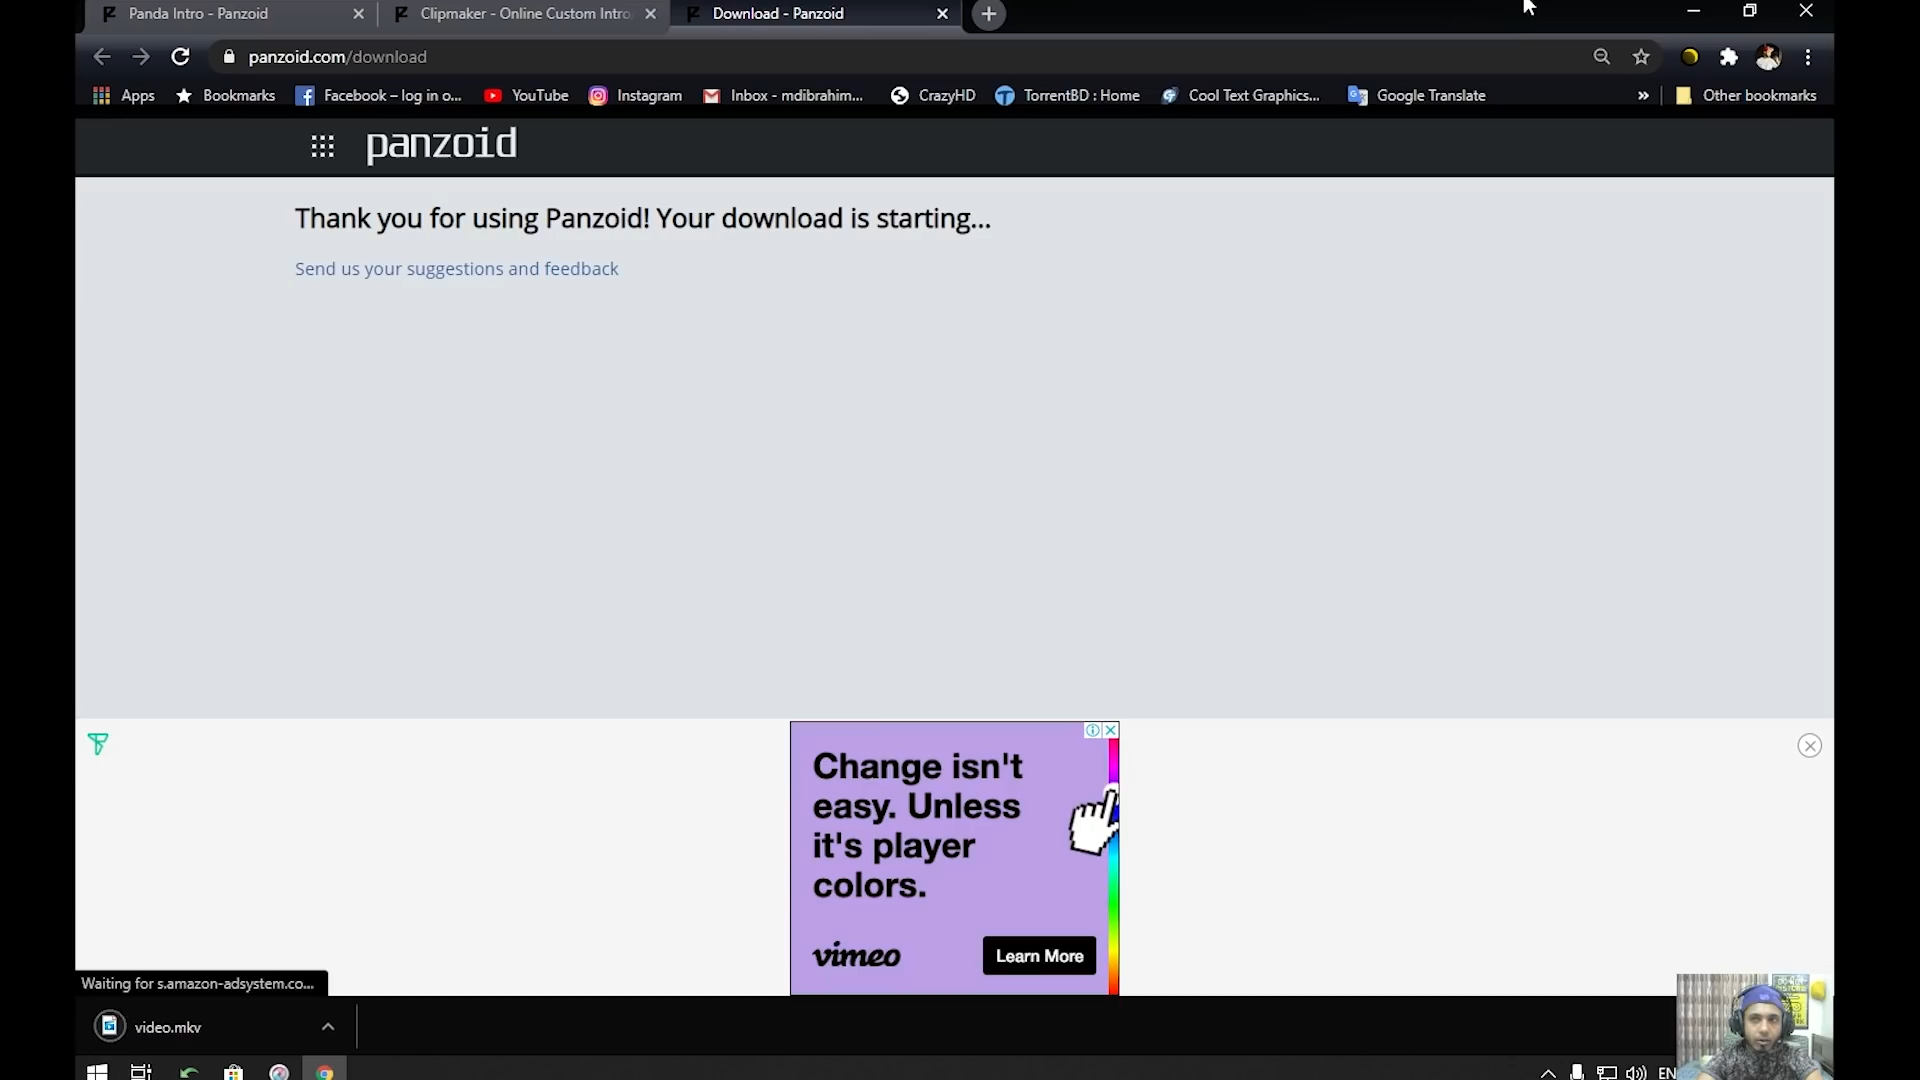 Panda Intro - Panzoid
Clipmaker - Online Custom Intro
Download - Panzoid
panzoid.com/download
Apps
Bookmarks
Facebook – log in o...
YouTube
Instagram
Inbox - mdibrahim...
CrazyHD
TorrentBD : Home
Cool Text Graphics...
Google Translate
»
Other bookmarks
panzoid
Thank you for using Panzoid! Your download is starting...
Send us your suggestions and feedback
Change isn't
easy. Unless
it's player
colors.
vimeo
Learn More
Waiting for s.amazon-adsystem.co...
video.mkv
EN